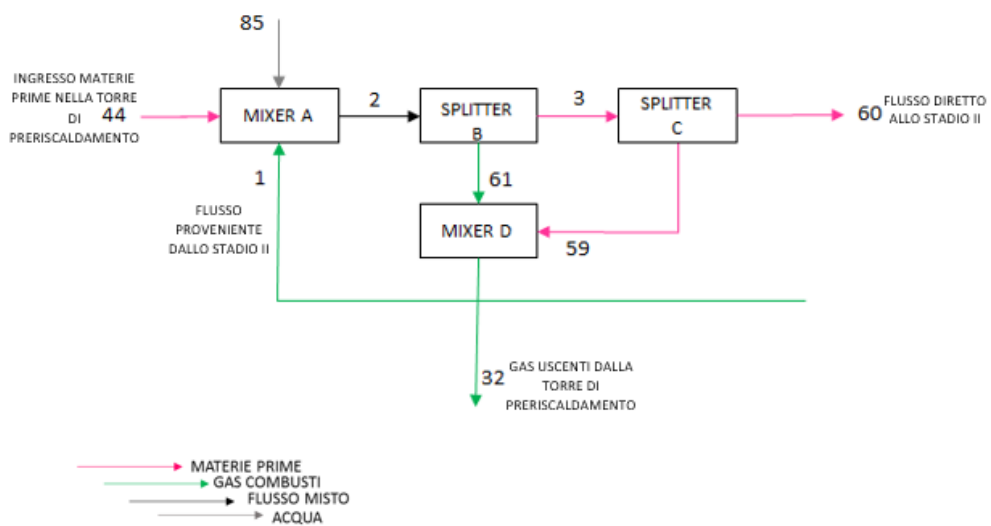 85
INGRESSO MATERIE
PRIME NELLA TORRE
DI
PRERISCALDAMENTO
44
MIXER A
2
SPLITTER
B
3
SPLITTER
C
60
FLUSSO DIRETTO
ALLO STADIO II
1
61
FLUSSO
PROVENIENTE
DALLO STADIO II
MIXER D
59
32
GAS USCENTI DALLA
TORRE DI
PRERISCALDAMENTO
MATERIE PRIME
GAS COMBUSTI
FLUSSO MISTO
ACQUA